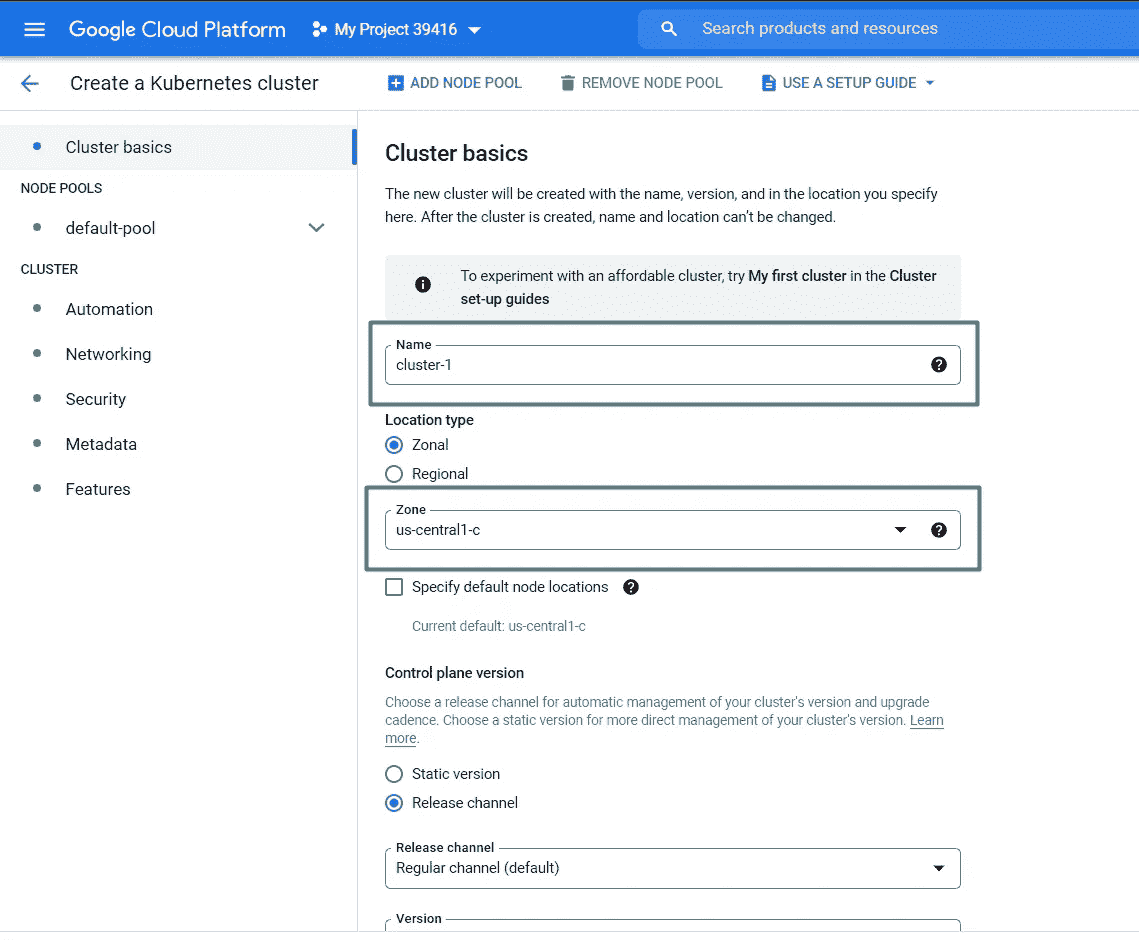 Google Cloud Platform
My Project 39416
Search products and resources
Create a Kubernetes cluster
ADD NODE POOL
REMOVE NODE POOL
USE A SETUP GUIDE
Cluster basics
NODE POOLS
default-pool
CLUSTER
Automation
Networking
Security
Metadata
Features
Cluster basics
The new cluster will be created with the name, version, and in the location you specify
here. After the cluster is created, name and location can't be changed.
To experiment with an affordable cluster, try My first cluster in the Cluster
set-up guides
Name
cluster-1
Location type
Zonal
Regional
Zone
us-central1-c
Specify default node locations
Current default: us-central1-c
Control plane version
Choose a release channel for automatic management of your cluster's version and upgrade
cadence. Choose a static version for more direct management of your cluster's version. Learn
more.
Static version
Release channel
Release channel
Regular channel (default)
Version